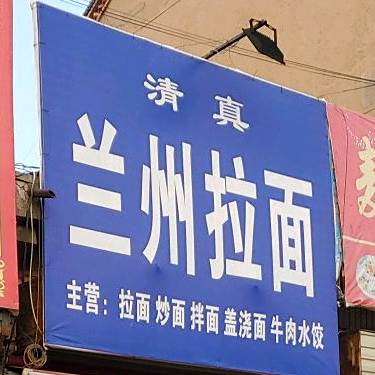 清真
兰州拉面
主营：拉面 炒面 拌面 盖浇面 牛肉水饺